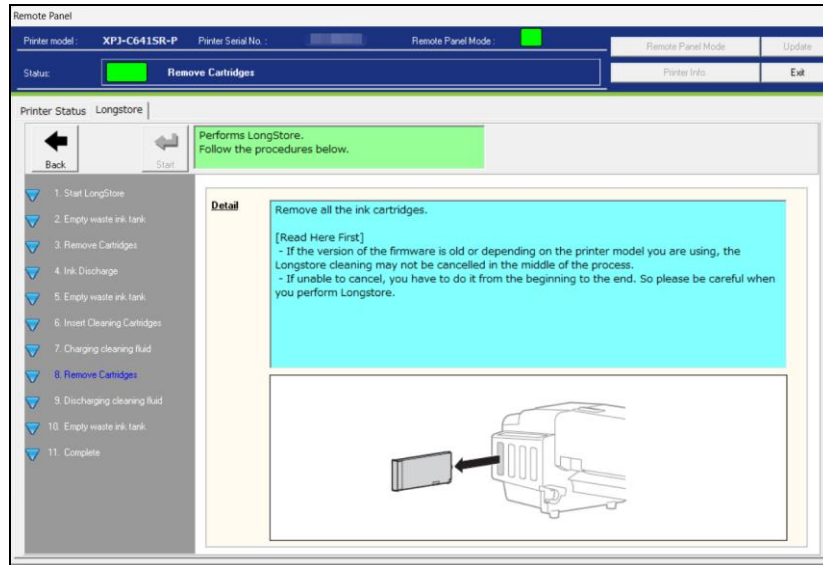 Remote Panel
Printer model : XPJ-C641SR-P Printer Serial No. : Remote Panel Mode :
Remote Panel Mode Update
Status: Remove Cartridges
Printer Info Exit
Printer Status Longstore
Back Start
Performs LongStore.
Follow the procedures below.
1. Start LongStore
2. Empty waste ink tank
3. Remove Cartridges
4. Ink Discharge
5. Empty waste ink tank
6. Insert Cleaning Cartridges
7. Charging cleaning fluid
8. Remove Cartridges
9. Discharging cleaning fluid
10. Empty waste ink tank
11. Complete
Detail
Remove all the ink cartridges.
[Read Here First]
- If the version of the firmware is old or depending on the printer model you are using, the
Longstore cleaning may not be cancelled in the middle of the process.
- If unable to cancel, you have to do it from the beginning to the end. So please be careful when
you perform Longstore.